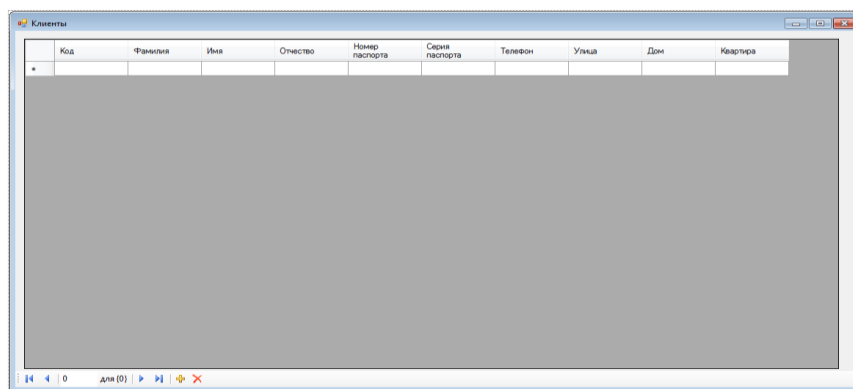 Клиенты
Код Фамилия Имя Отчество Номер паспорта Серия паспорта Телефон Улица Дом Квартира
*
0 для {0}